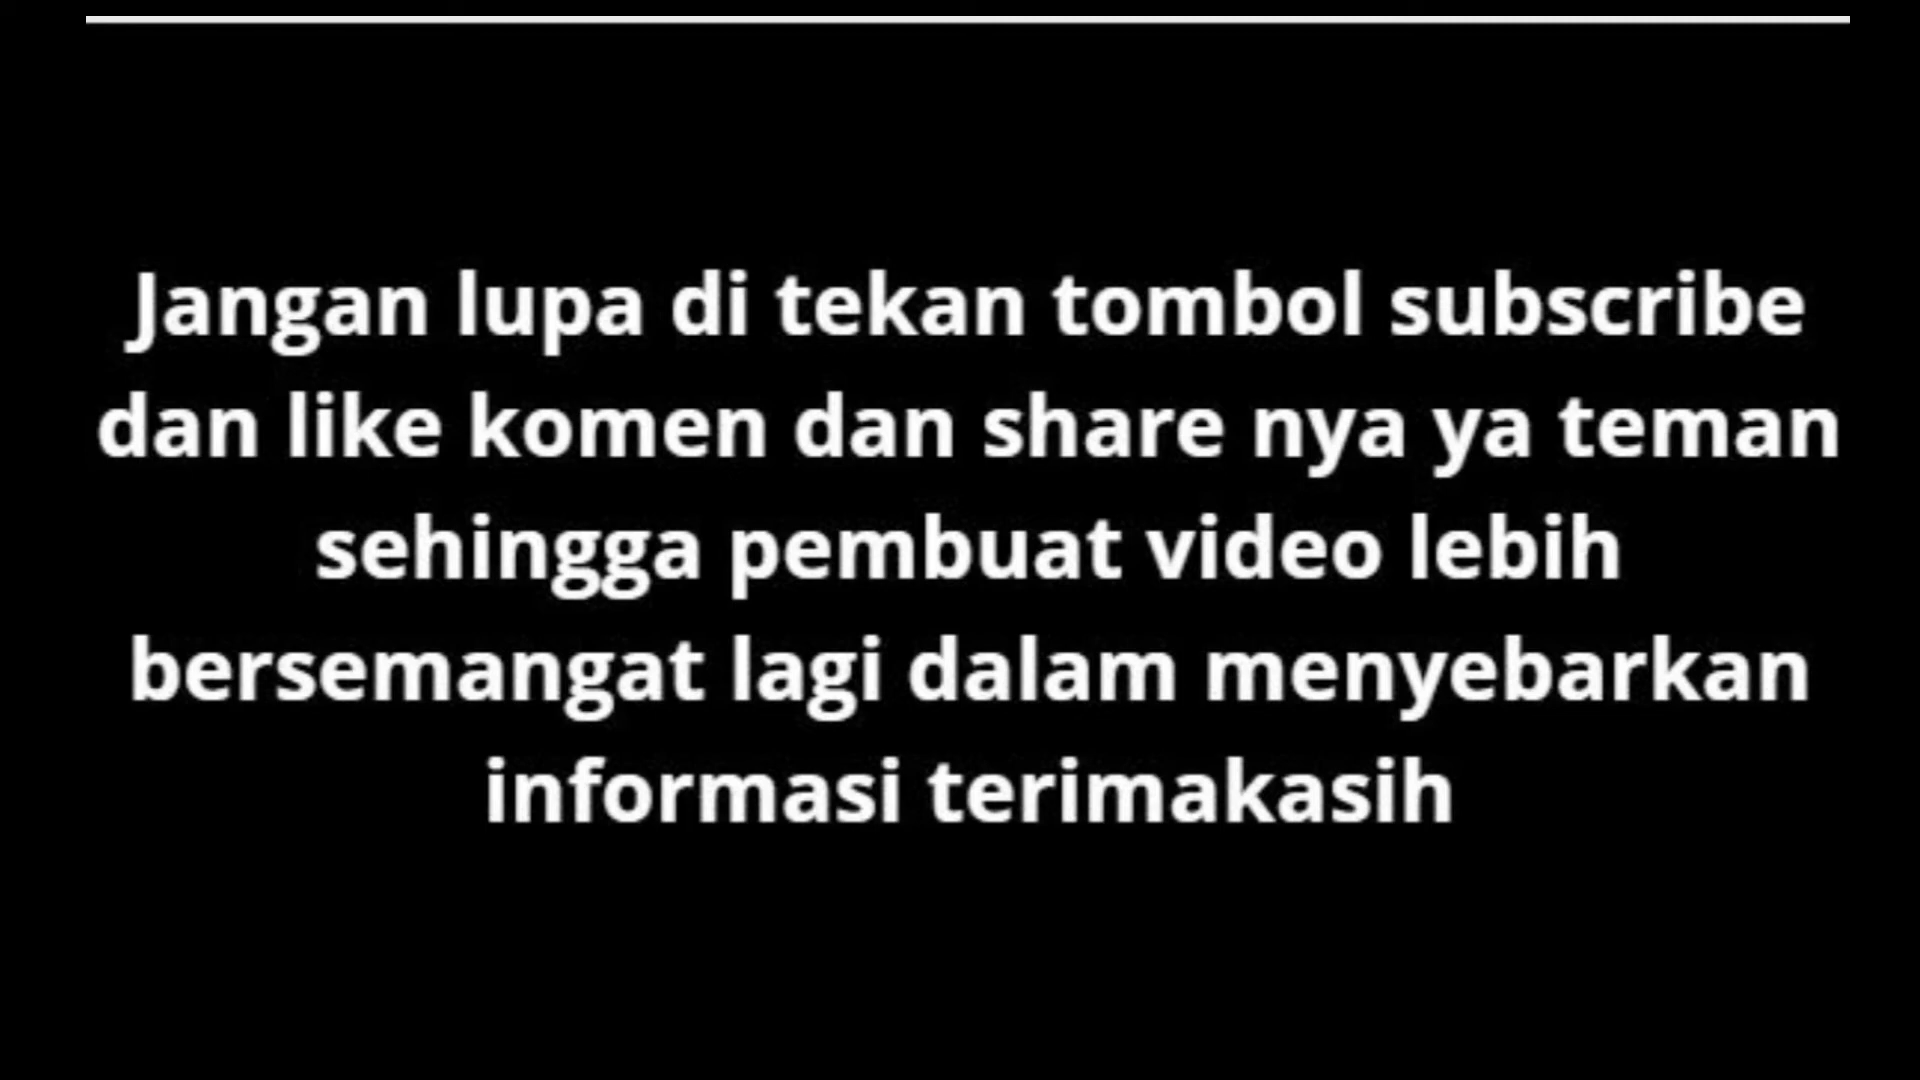 Jangan lupa di tekan tombol subscribe
dan like komen dan share nya ya teman
sehingga pembuat video lebih
bersemangat lagi dalam menyebarkan
informasi terimakasih